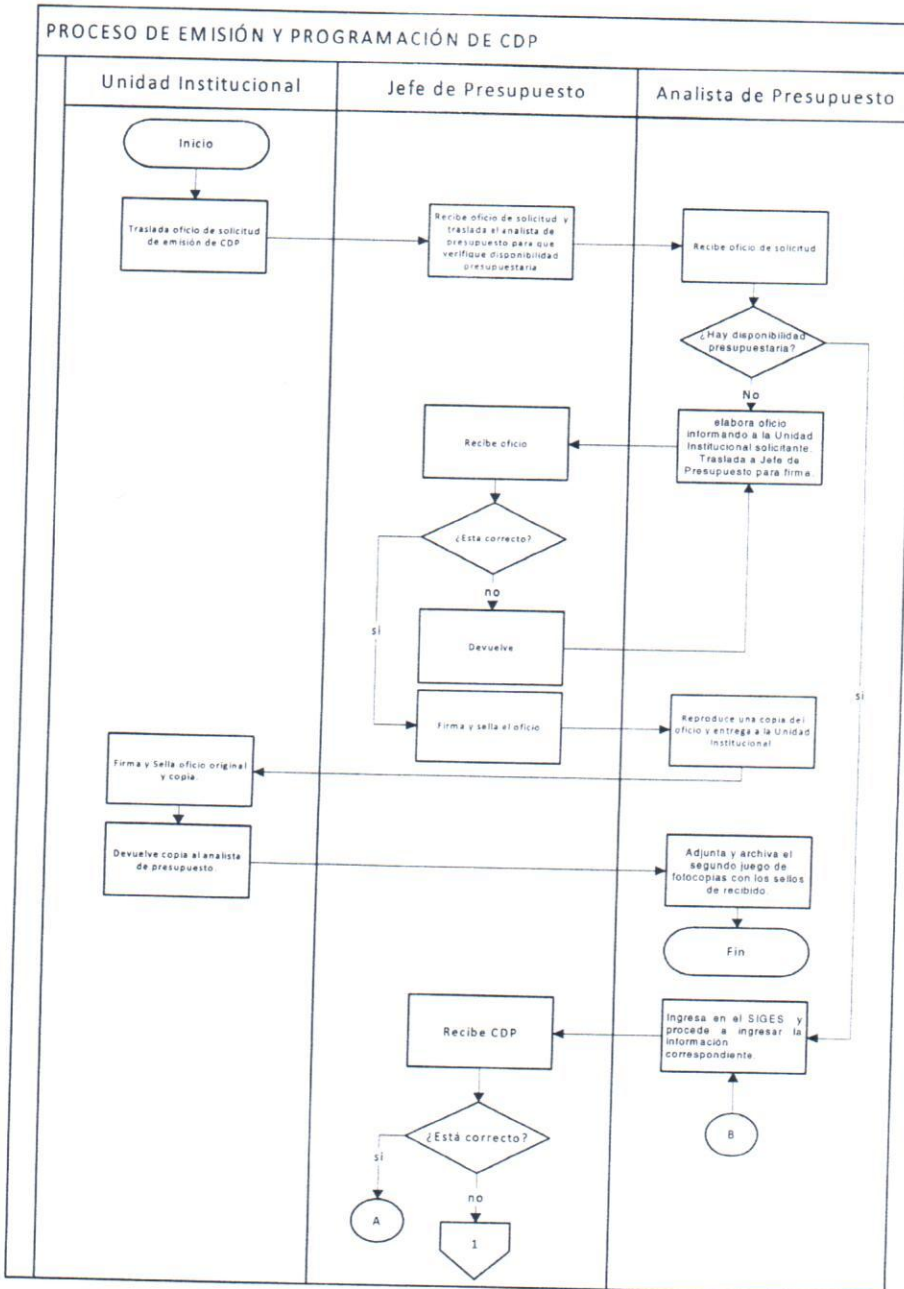 PROCESO DE EMISIÓN Y PROGRAMACIÓN DE CDP
Unidad Institucional
Jefe de Presupuesto
Analista de Presupuesto
Inicio
Traslada oficio de solicitud
de emisión de CDP
Recibe oficio de solicitud y
traslada el analista de
presupuesto para que
verifique disponibilidad
presupuestaria
Recibe oficio de solicitud
¿Hay disponibilidad
presupuestaria?
No
elabora oficio
informando a la Unidad
Institucional solicitante.
Traslada a Jefe de
Presupuesto para firma.
Recibe oficio
¿Esta correcto?
no
si
Devuelve
si
Firma y sella el oficio
Reproduce una copia del
oficio y entrega a la Unidad
Institucional
Firma y Sella oficio original
y copia.
Devuelve copia al analista
de presupuesto.
Adjunta y archiva el
segundo juego de
fotocopias con los sellos
de recibido.
Fin
Ingresa en el SIGES y
procede a ingresar la
información
correspondiente.
Recibe CDP
B
¿Está correcto?
si
no
A
1